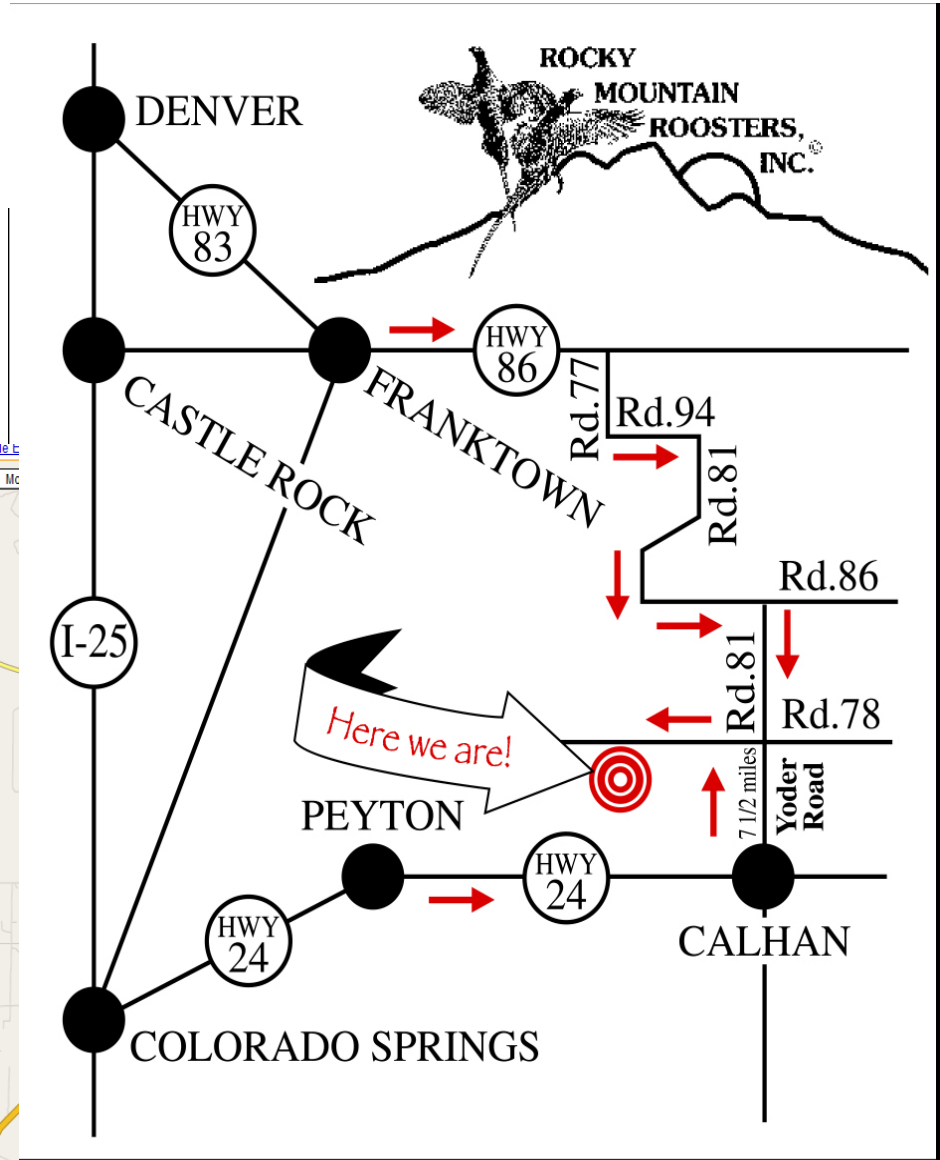 ROCKY
MOUNTAIN
ROOSTERS,
INC.©
DENVER
HWY
83
HWY
86
CASTLE ROCK
FRANKTOWN
Rd.77
Rd.94
Rd.81
Rd.86
I-25
Rd.81
Rd.78
Here we are!
7 1/2 miles
Yoder
Road
PEYTON
HWY
24
HWY
24
CALHAN
COLORADO SPRINGS